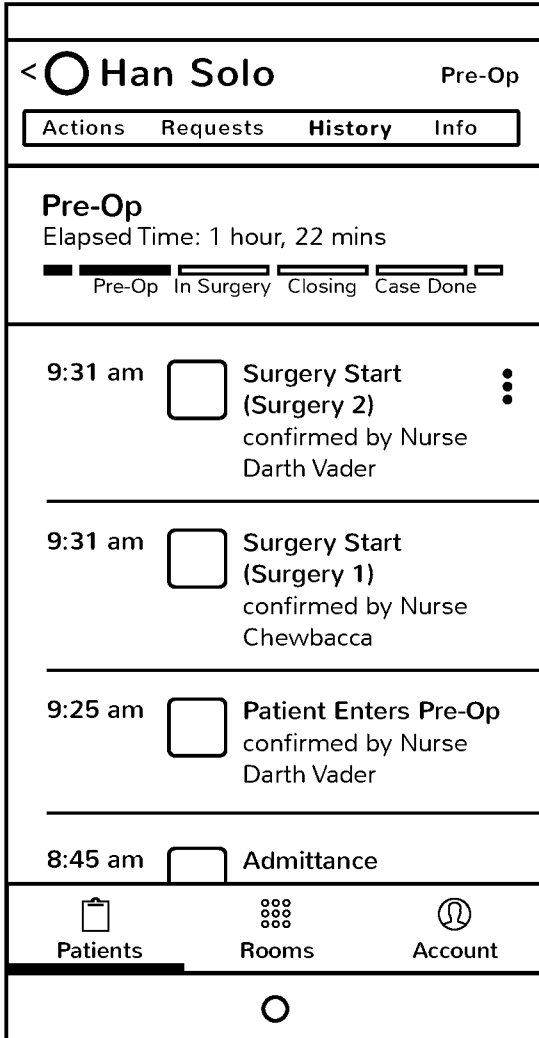 < Han Solo Pre-Op
Actions Requests History Info
Pre-Op
Elapsed Time: 1 hour, 22 mins
Pre-Op In Surgery Closing Case Done
9:31 am Surgery Start
(Surgery 2)
confirmed by Nurse
Darth Vader
9:31 am Surgery Start
(Surgery 1)
confirmed by Nurse
Chewbacca
9:25 am Patient Enters Pre-Op
confirmed by Nurse
Darth Vader
8:45 am Admittance
Patients Rooms Account